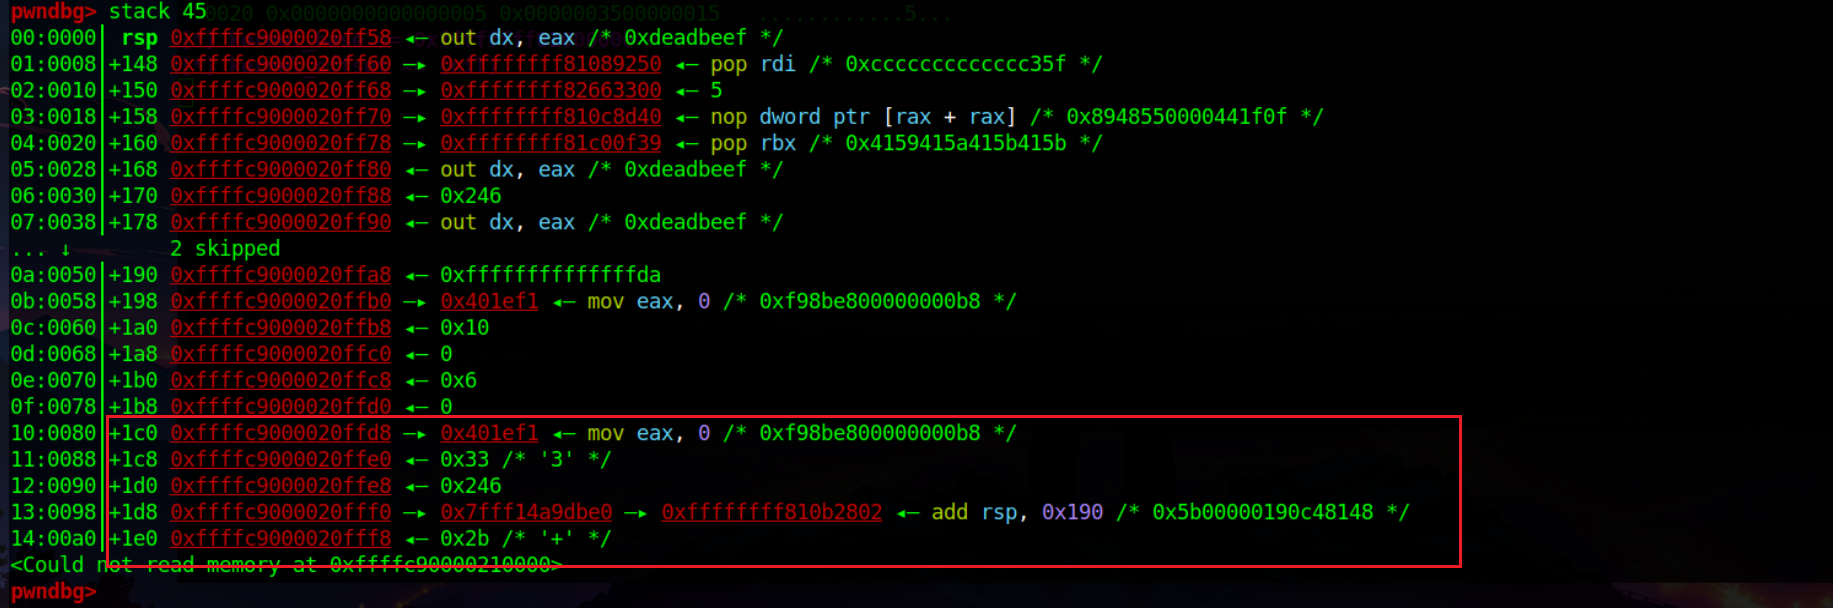 pwndbg> stack 45
0020 0x0000000000000005 0x0000003500000015 ............5...
00:0000│ rsp 0xffffc9000020ff58 ◂— out dx, eax /* 0xdeadbeef */
01:0008│+148 0xffffc9000020ff60 —▸ 0xffffffff81089250 ◂— pop rdi /* 0xccccccccccccc35f */
02:0010│+150 0xffffc9000020ff68 —▸ 0xffffffff82663300 ◂— 5
03:0018│+158 0xffffc9000020ff70 —▸ 0xffffffff810c8d40 ◂— nop dword ptr [rax + rax] /* 0x8948550000441f0f */
04:0020│+160 0xffffc9000020ff78 —▸ 0xffffffff81c00f39 ◂— pop rbx /* 0x4159415a415b415b */
05:0028│+168 0xffffc9000020ff80 ◂— out dx, eax /* 0xdeadbeef */
06:0030│+170 0xffffc9000020ff88 ◂— 0x246
07:0038│+178 0xffffc9000020ff90 ◂— out dx, eax /* 0xdeadbeef */
... ↓ 2 skipped
0a:0050│+190 0xffffc9000020ffa8 ◂— 0xffffffffffffffda
0b:0058│+198 0xffffc9000020ffb0 —▸ 0x401ef1 ◂— mov eax, 0 /* 0xf98be800000000b8 */
0c:0060│+1a0 0xffffc9000020ffb8 ◂— 0x10
0d:0068│+1a8 0xffffc9000020ffc0 ◂— 0
0e:0070│+1b0 0xffffc9000020ffc8 ◂— 0x6
0f:0078│+1b8 0xffffc9000020ffd0 ◂— 0
10:0080│+1c0 0xffffc9000020ffd8 —▸ 0x401ef1 ◂— mov eax, 0 /* 0xf98be800000000b8 */
11:0088│+1c8 0xffffc9000020ffe0 ◂— 0x33 /* '3' */
12:0090│+1d0 0xffffc9000020ffe8 ◂— 0x246
13:0098│+1d8 0xffffc9000020fff0 —▸ 0x7fff14a9dbe0 —▸ 0xffffffff810b2802 ◂— add rsp, 0x190 /* 0x5b00000190c48148 */
14:00a0│+1e0 0xffffc9000020fff8 ◂— 0x2b /* '+' */
<Could not read memory at 0xffffc90000210000>
pwndbg>